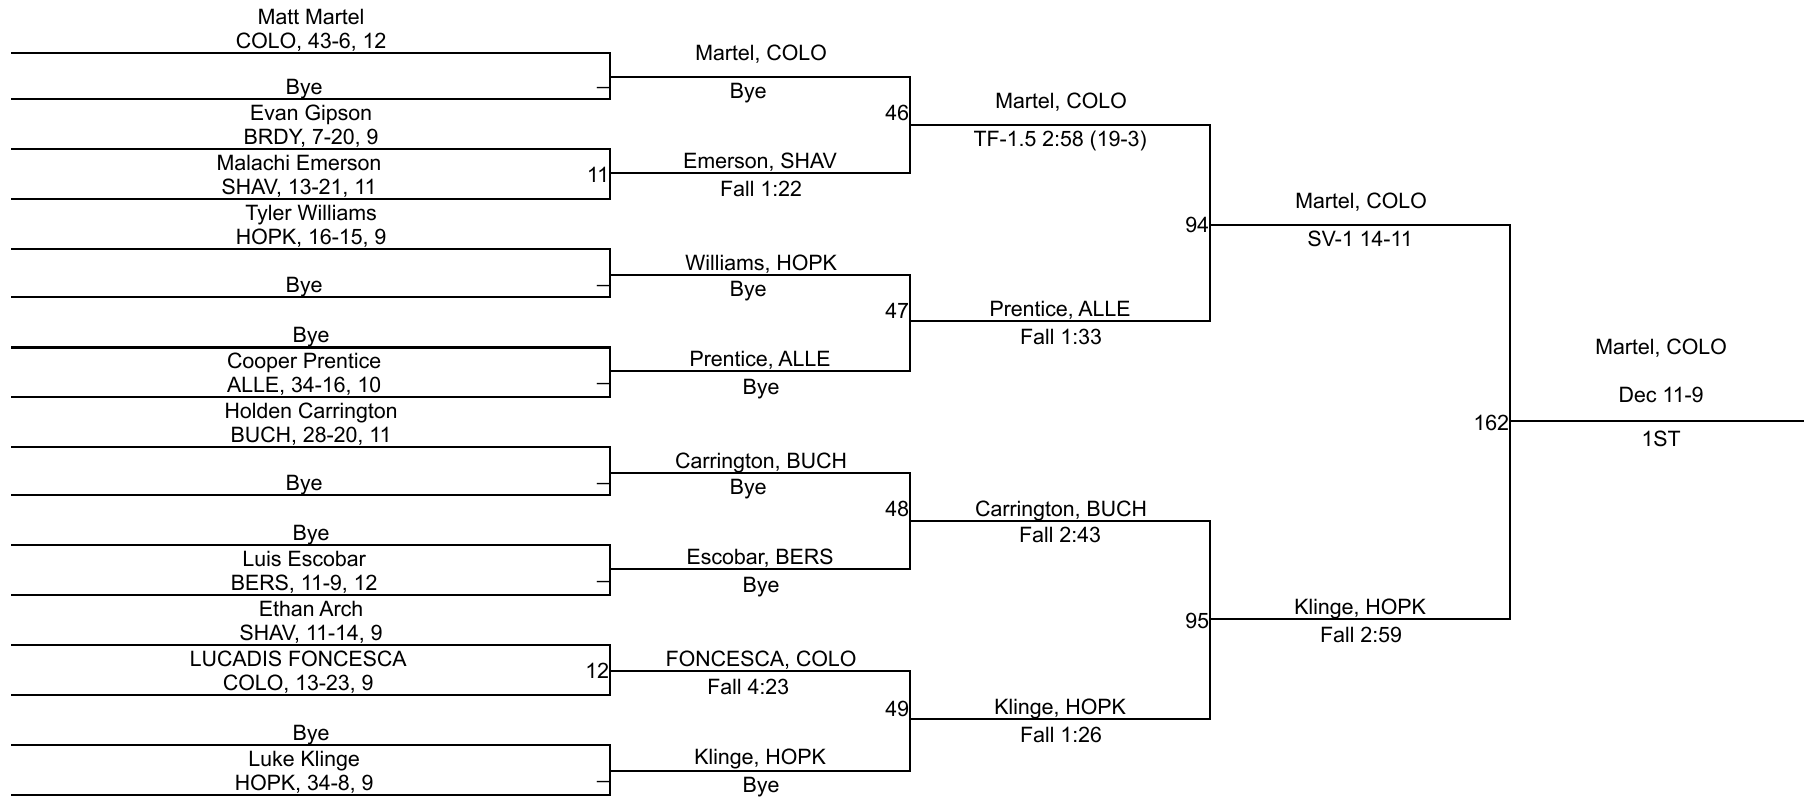 Matt Martel
COLO, 43-6, 12
Bye
Evan Gipson
BRDY, 7-20, 9
Malachi Emerson
SHAV, 13-21, 11
Tyler Williams
HOPK, 16-15, 9
Bye
Bye
Cooper Prentice
ALLE, 34-16, 10
Holden Carrington
BUCH, 28-20, 11
Bye
Bye
Luis Escobar
BERS, 11-9, 12
Ethan Arch
SHAV, 11-14, 9
LUCADIS FONCESCA
COLO, 13-23, 9
Bye
Luke Klinge
HOPK, 34-8, 9
–
11
–
–
–
–
12
–
Martel, COLO
Bye
Emerson, SHAV
Fall 1:22
Williams, HOPK
Bye
Prentice, ALLE
Bye
Carrington, BUCH
Bye
Escobar, BERS
Bye
FONCESCA, COLO
Fall 4:23
Klinge, HOPK
Bye
46
47
48
49
Martel, COLO
TF-1.5 2:58 (19-3)
Prentice, ALLE
Fall 1:33
Carrington, BUCH
Fall 2:43
Klinge, HOPK
Fall 1:26
94
95
Martel, COLO
SV-1 14-11
Klinge, HOPK
Fall 2:59
162
Martel, COLO
Dec 11-9
1ST